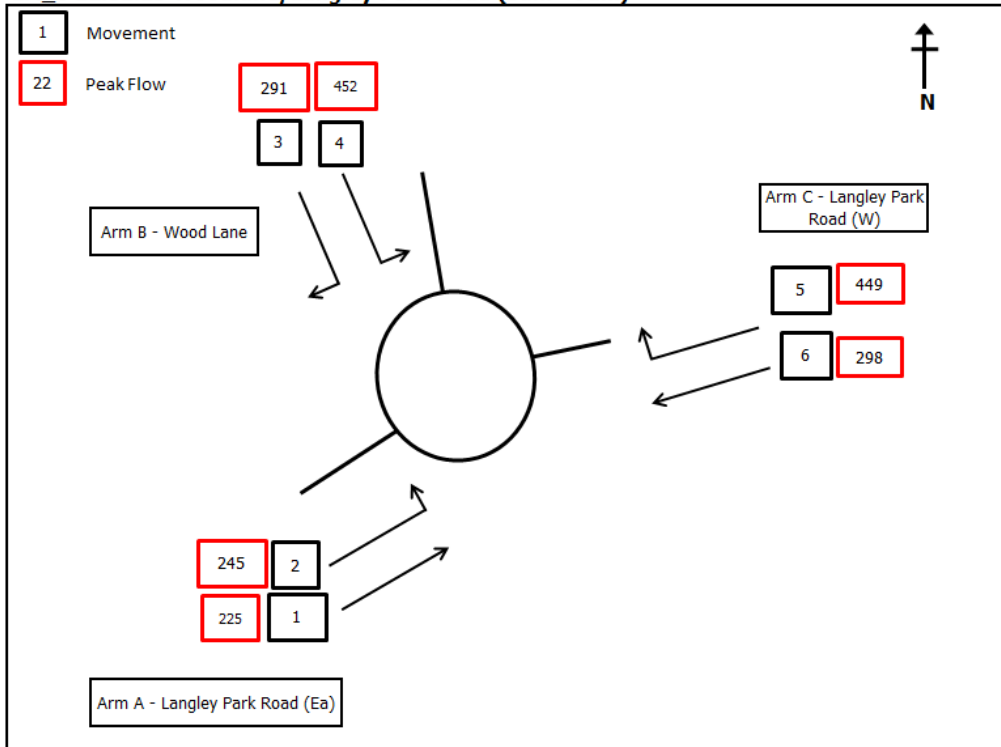 1 Movement
22 Peak Flow
291 452
3 4
N
Arm B - Wood Lane
Arm C - Langley Park
Road (W)
5 449
6 298
245 2
225 1
Arm A - Langley Park Road (Ea)